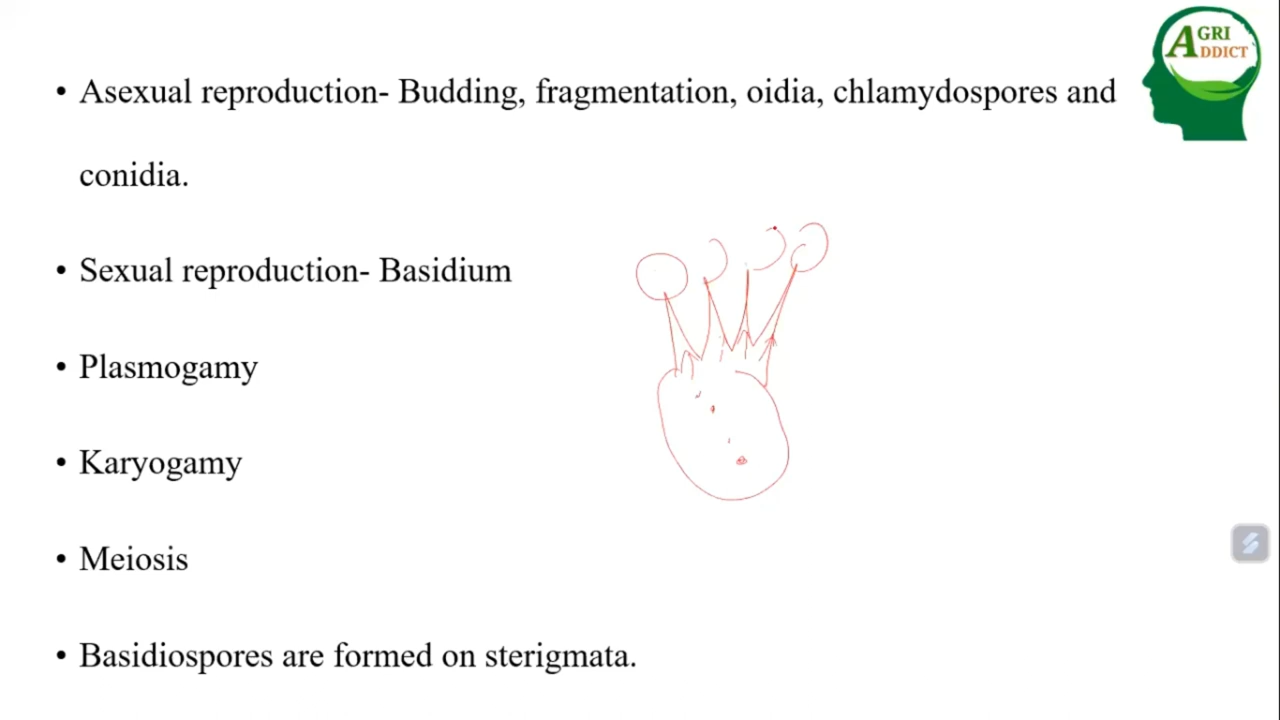 AGRI
ADDICT
• Asexual reproduction- Budding, fragmentation, oidia, chlamydospores and
conidia.
• Sexual reproduction- Basidium
• Plasmogamy
• Karyogamy
• Meiosis
• Basidiospores are formed on sterigmata.